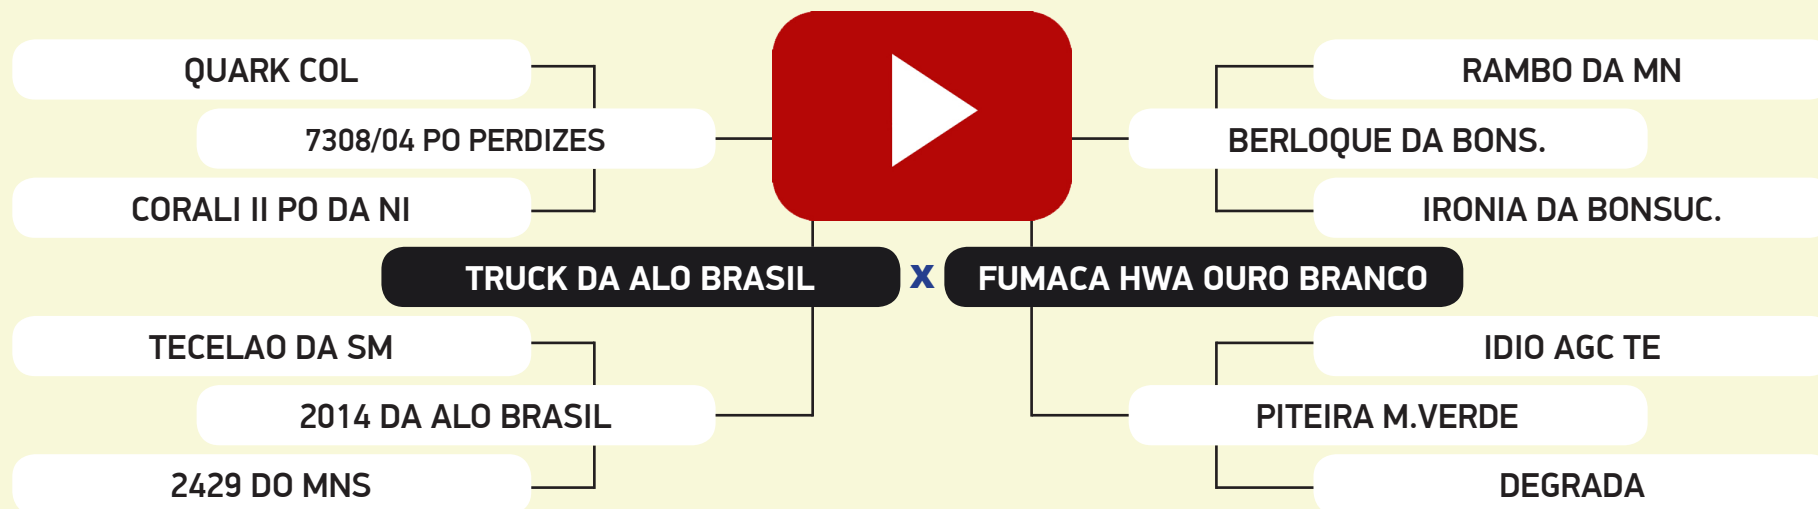 QUARK COL
RAMBO DA MN
7308/04 PO PERDIZES
BERLOQUE DA BONS.
CORALI II PO DA NI
IRONIA DA BONSUC.
TRUCK DA ALO BRASIL X FUMACA HWA OURO BRANCO
TECELAO DA SM
IDIO AGC TE
2014 DA ALO BRASIL
PITEIRA M.VERDE
2429 DO MNS
DEGRADA